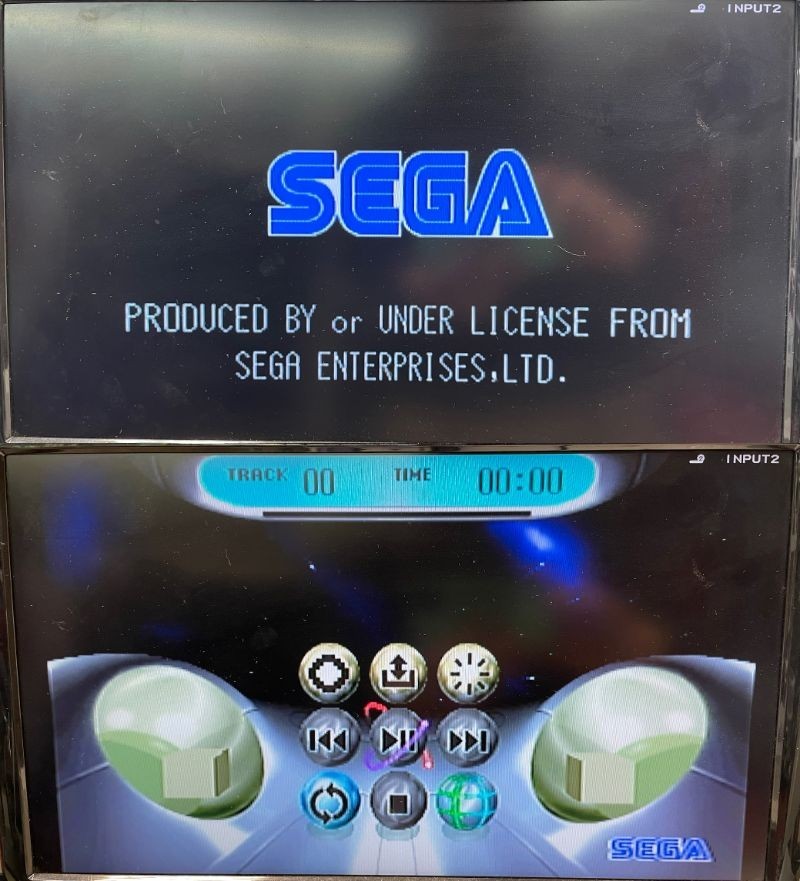 INPUT2
SEGA
PRODUCED BY or UNDER LICENSE FROM
SEGA ENTERPRISES,LTD.
INPUT2
TRACK 00 TIME 00:00
SEGA